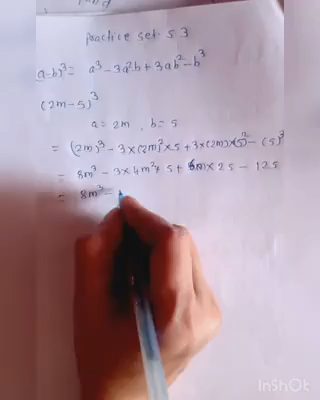 practice set 5.3
(a-b)³ = a³ - 3a²b + 3ab² - b³
(2m-5)³
a = 2m, b = 5
= (2m)³ - 3×(2m)²×5 + 3×(2m)×(5)² - (5)³
= 8m³ - 3×4m²× 5 + 6m × 25 - 125
= 8m³ -
InShOt